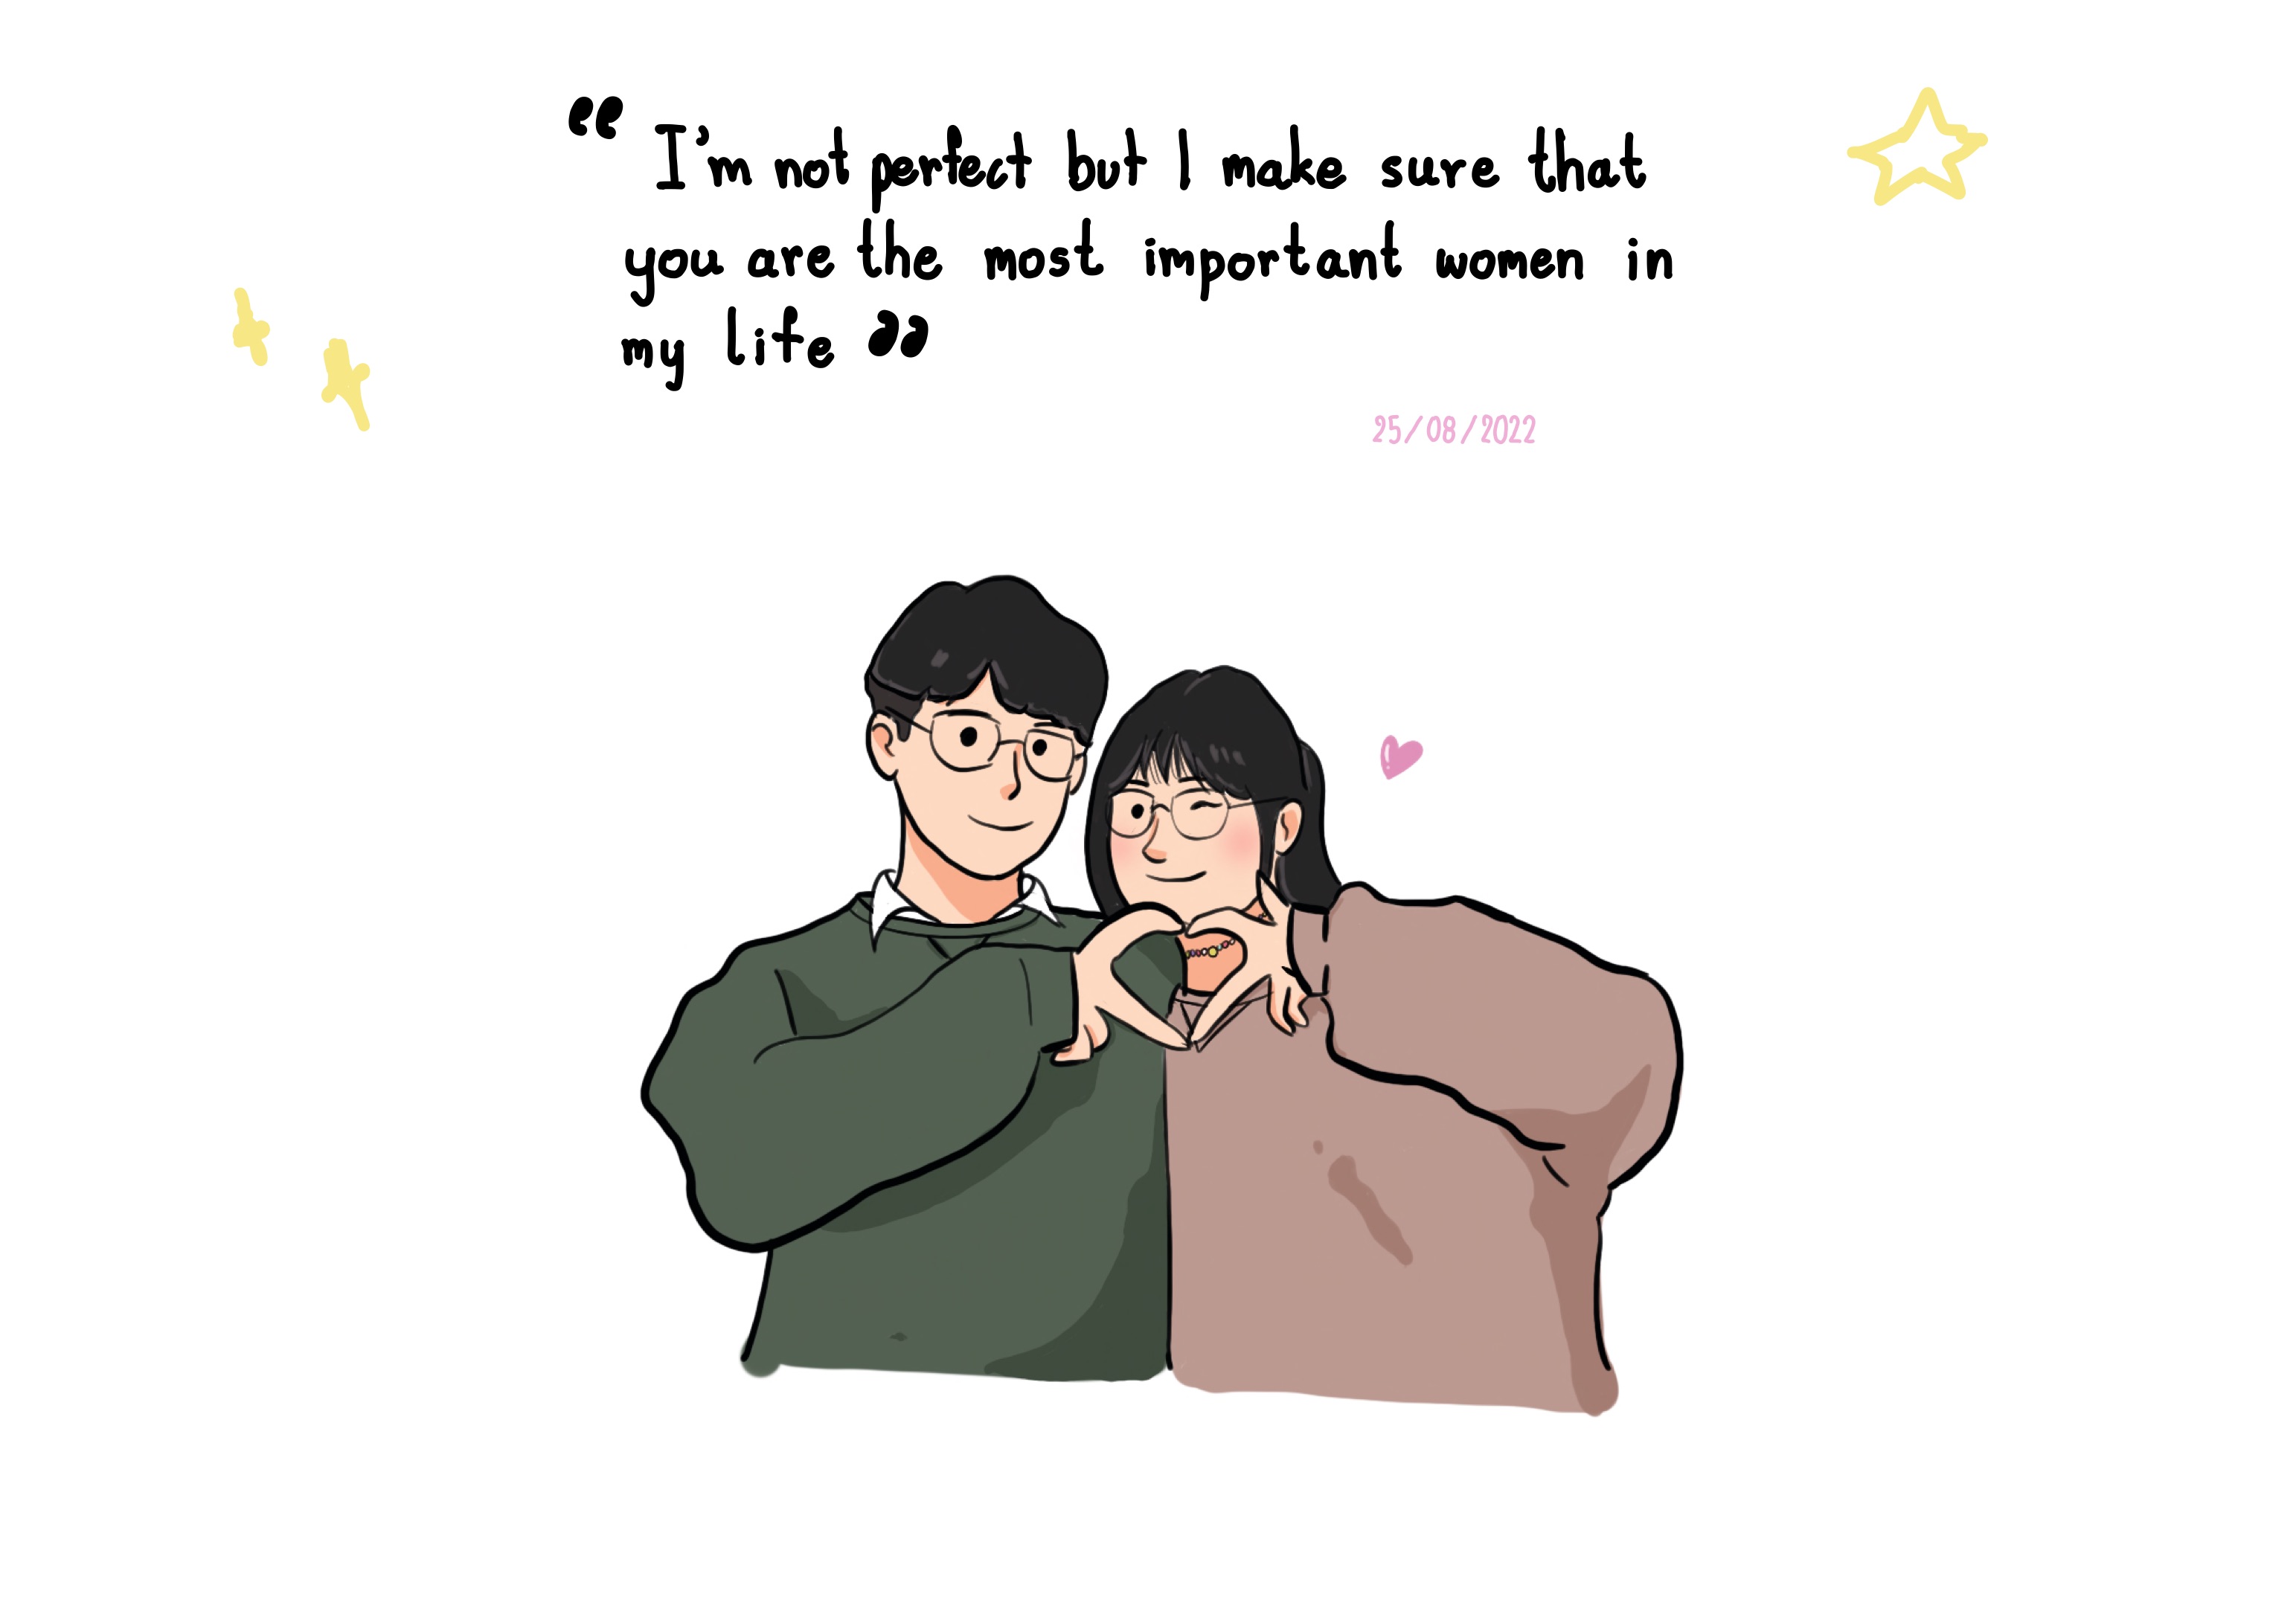 “ I'm not perfect but I make sure that
you are the most important women in
my life ”
25/08/2022